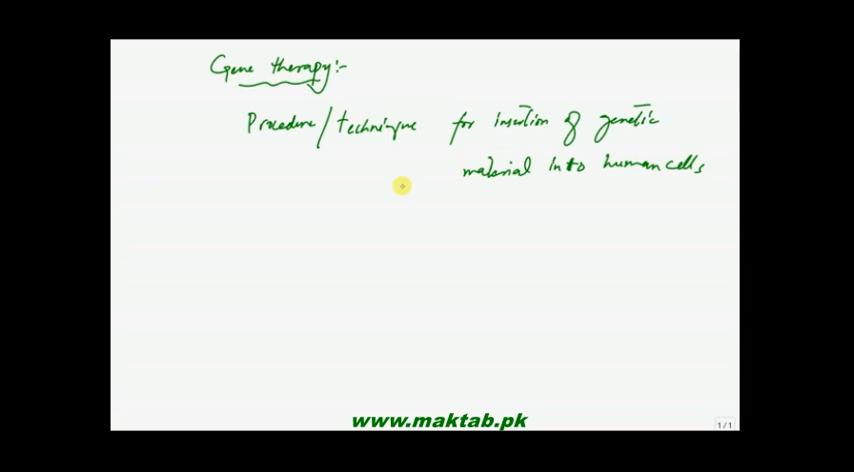 Gene therapy:-
Procedure/technique for insertion of genetic
material into human cells
www.maktab.pk
1/1